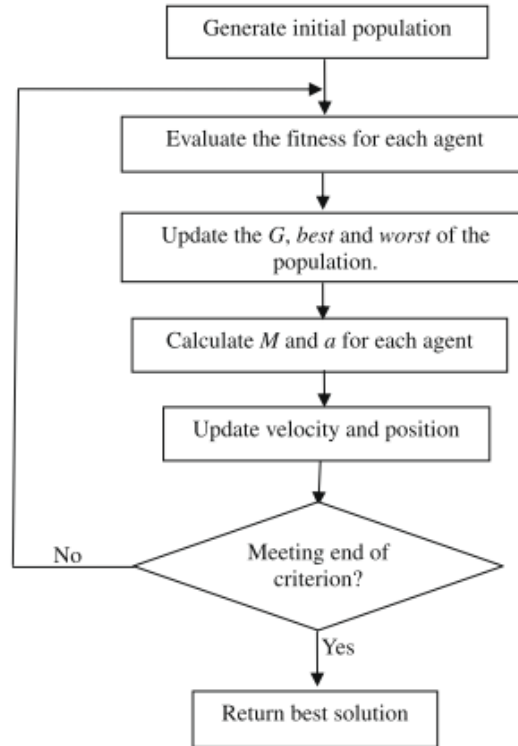 Generate initial population
Evaluate the fitness for each agent
Update the G, best and worst of the
population.
Calculate M and a for each agent
Update velocity and position
Meeting end of
criterion?
No
Yes
Return best solution